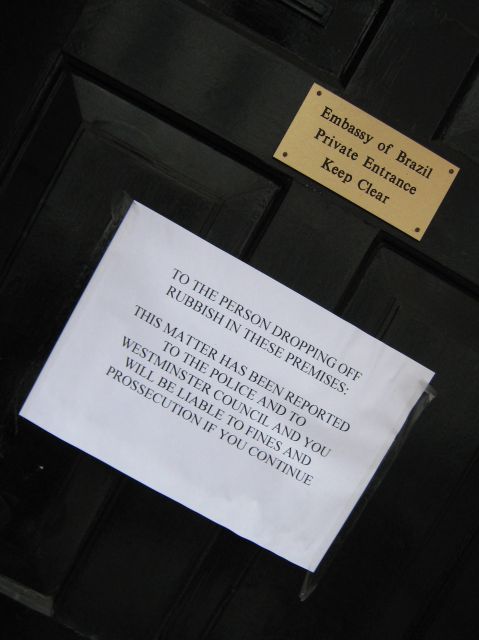 Embassy of Brazil
Private Entrance
Keep Clear
TO THE PERSON DROPPING OFF
RUBBISH IN THESE PREMISES:
THIS MATTER HAS BEEN REPORTED
TO THE POLICE AND TO
WESTMINSTER COUNCIL AND YOU
WILL BE LIABLE TO FINES AND
PROSSECUTION IF YOU CONTINUE